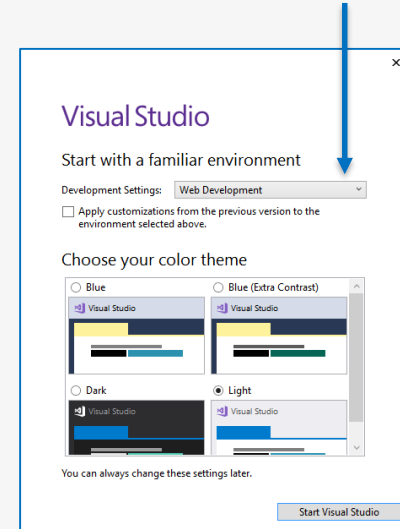 Visual Studio
Start with a familiar environment
Development Settings: Web Development
Apply customizations from the previous version to the
environment selected above.
Choose your color theme
Blue
Blue (Extra Contrast)
Visual Studio
Visual Studio
Dark
Light
Visual Studio
Visual Studio
You can always change these settings later.
Start Visual Studio